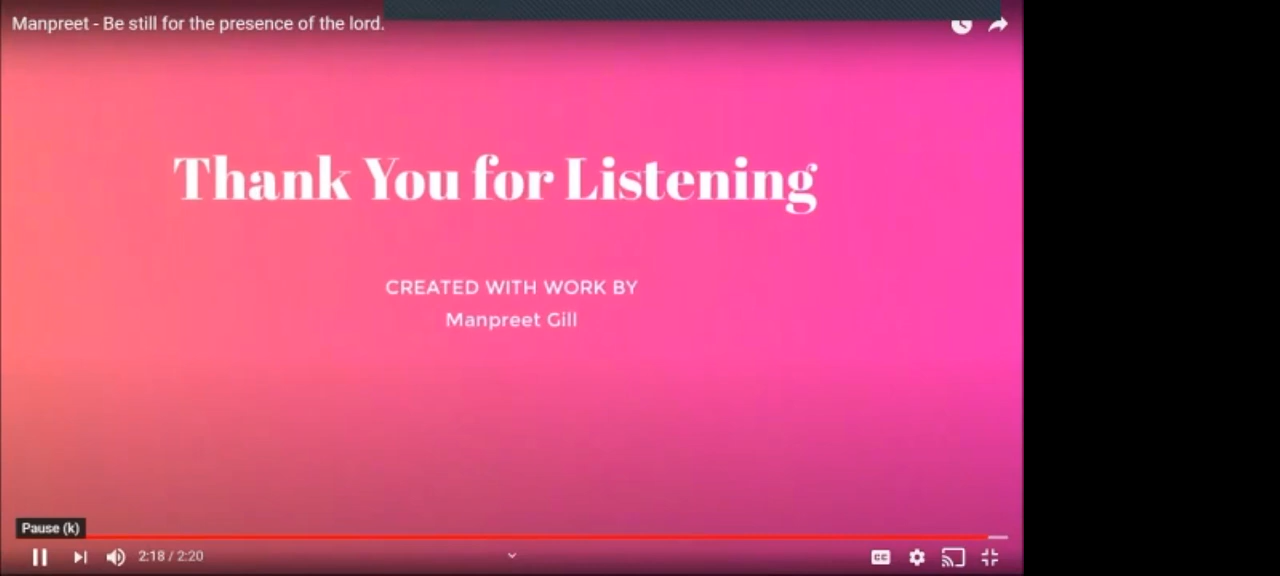 Manpreet - Be still for the presence of the lord.
Thank You for Listening
CREATED WITH WORK BY
Manpreet Gill
Pause (k)
2:18 / 2:20
CC